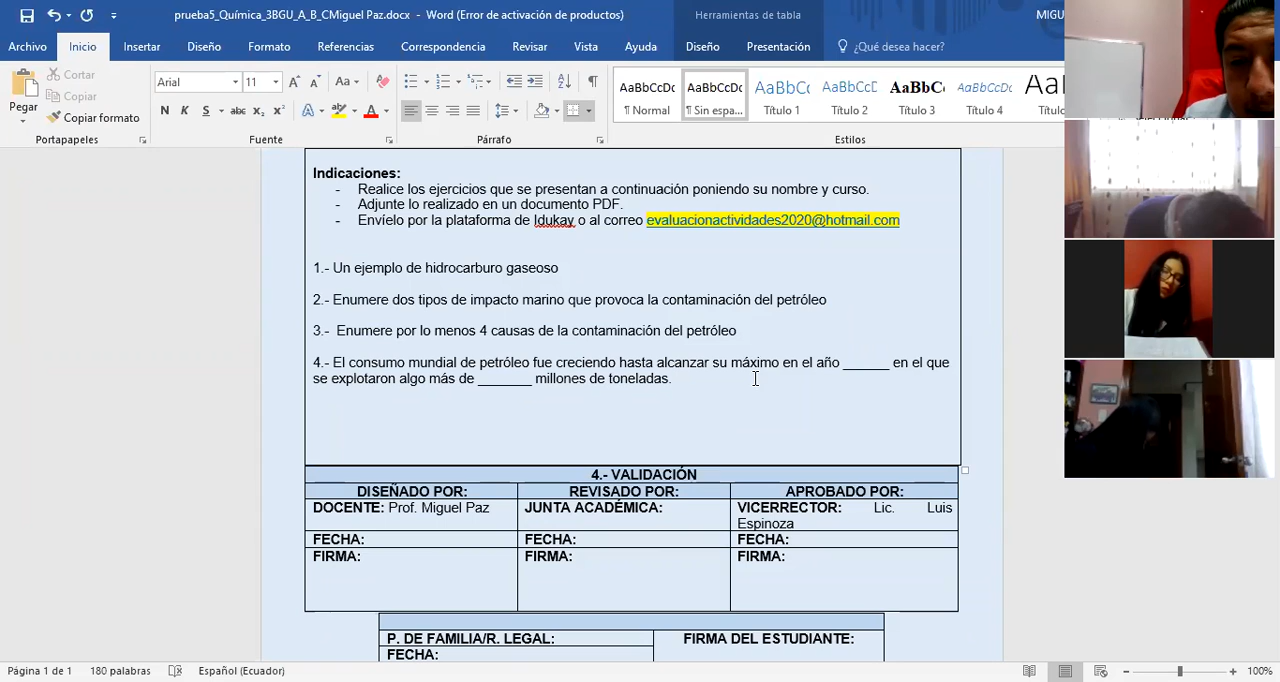 prueba5_Química_3BGU_A_B_CMiguel Paz.docx - Word (Error de activación de productos)
Herramientas de tabla
MIGU
Archivo Inicio Insertar Diseño Formato Referencias Correspondencia Revisar Vista Ayuda Diseño Presentación ¿Qué desea hacer?
Pegar
Cortar
Copiar
Copiar formato
Arial 11
AaBbCcDc AaBbCcDc AaBbCc AaBbCcD AaBbC AaBbCcD AaB
¶ Normal ¶ Sin espa... Título 1 Título 2 Título 3 Título 4 Títu
Portapapeles Fuente Párrafo Estilos
Indicaciones:
- Realice los ejercicios que se presentan a continuación poniendo su nombre y curso.
- Adjunte lo realizado en un documento PDF.
- Envíelo por la plataforma de Idukay o al correo evaluacionactividades2020@hotmail.com
1.- Un ejemplo de hidrocarburo gaseoso
2.- Enumere dos tipos de impacto marino que provoca la contaminación del petróleo
3.- Enumere por lo menos 4 causas de la contaminación del petróleo
4.- El consumo mundial de petróleo fue creciendo hasta alcanzar su máximo en el año ______ en el que
se explotaron algo más de _______ millones de toneladas.
4.- VALIDACIÓN
DISEÑADO POR: REVISADO POR: APROBADO POR:
DOCENTE: Prof. Miguel Paz JUNTA ACADÉMICA: VICERRECTOR: Lic. Luis
Espinoza
FECHA: FECHA: FECHA:
FIRMA: FIRMA: FIRMA:
P. DE FAMILIA/R. LEGAL: FIRMA DEL ESTUDIANTE:
FECHA:
Página 1 de 1 180 palabras Español (Ecuador) 100%